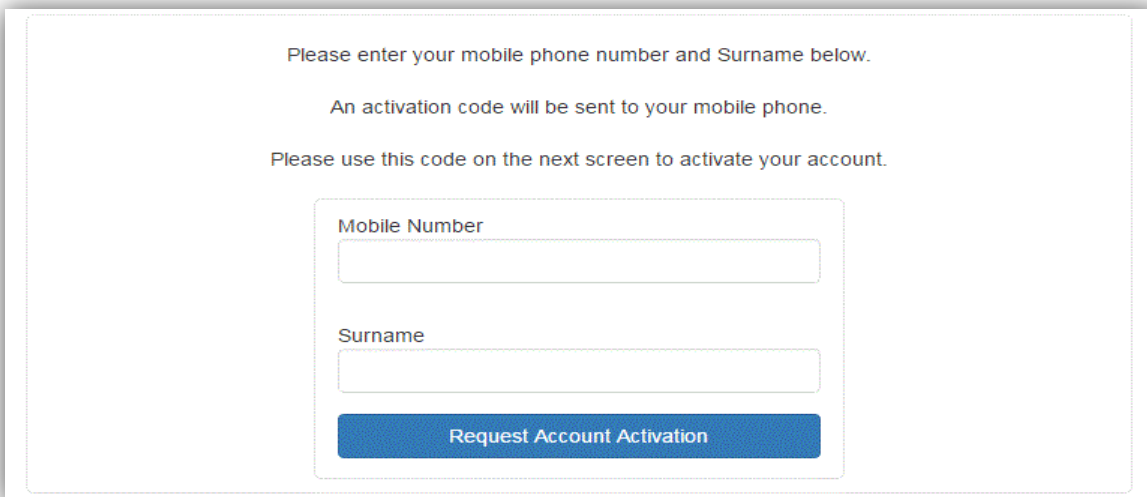 Please enter your mobile phone number and Surname below.
An activation code will be sent to your mobile phone.
Please use this code on the next screen to activate your account.
Mobile Number
Surname
Request Account Activation